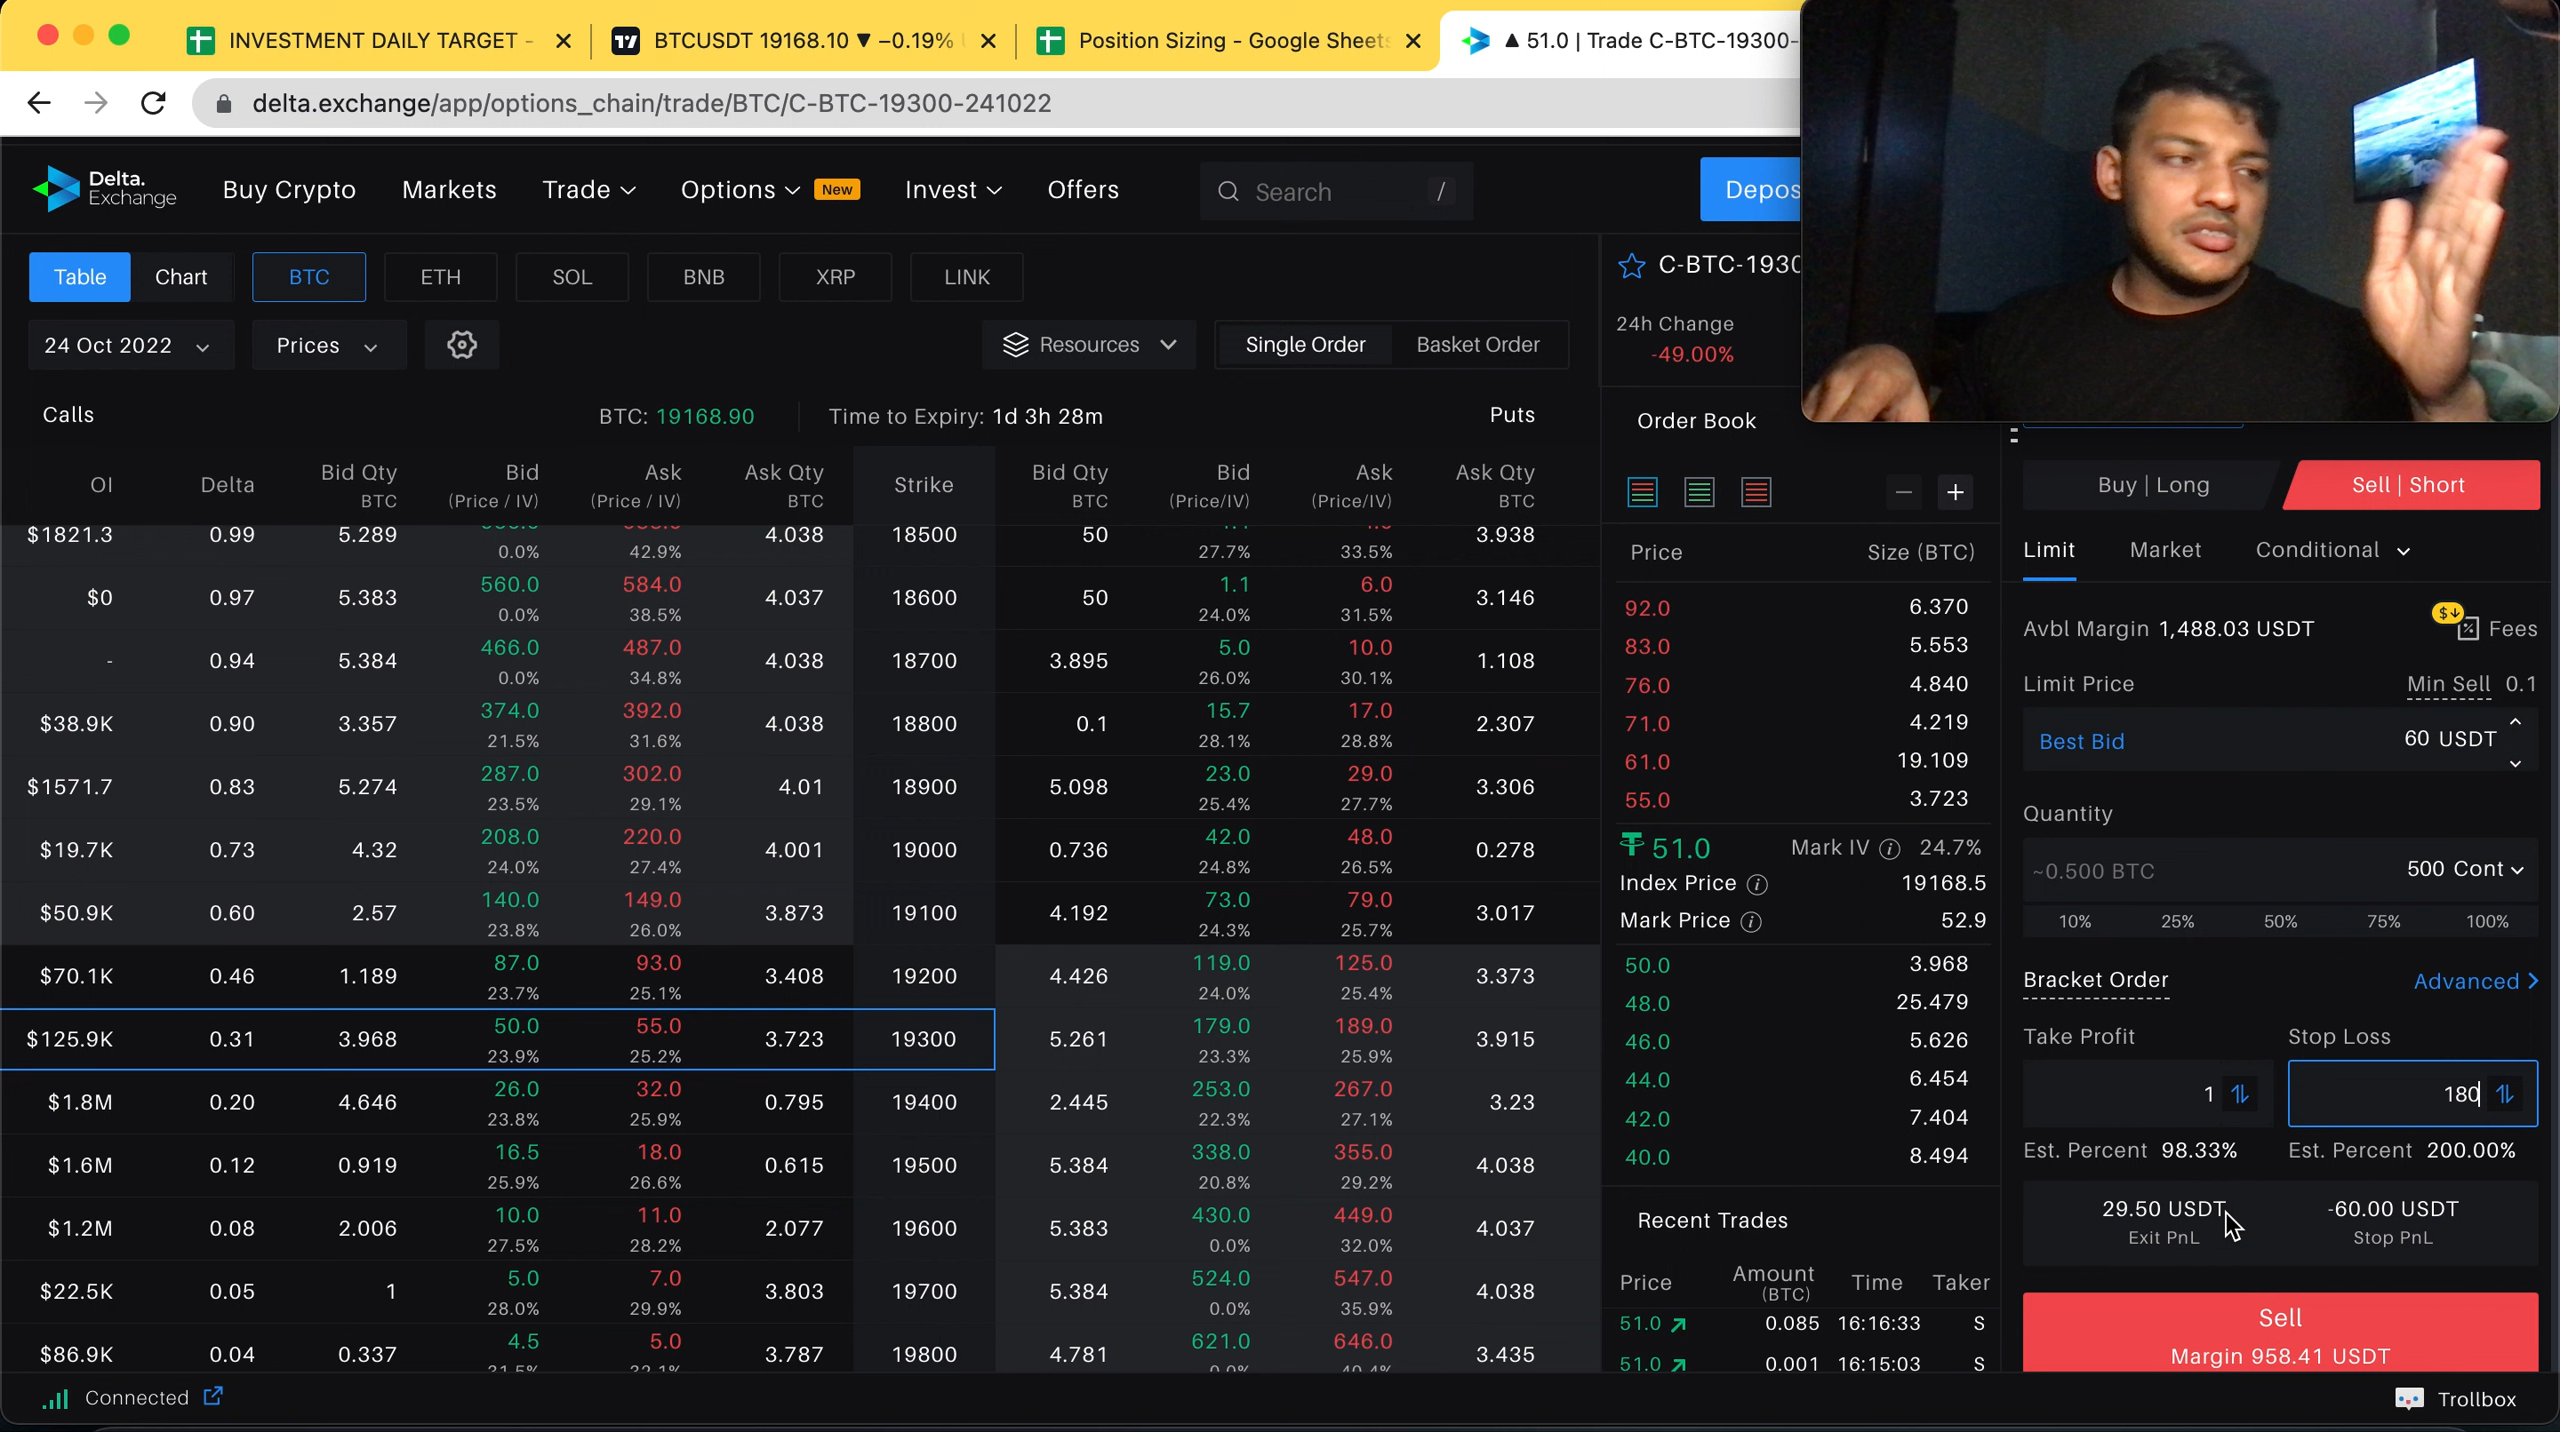 INVESTMENT DAILY TARGET -
BTCUSDT 19168.10 ▼ −0.19%
Position Sizing - Google Sheets
▲ 51.0 | Trade C-BTC-19300-
delta.exchange/app/options_chain/trade/BTC/C-BTC-19300-241022
Delta. Exchange
Buy Crypto Markets Trade Options New Invest Offers Search /
Table Chart BTC ETH SOL BNB XRP LINK
24 Oct 2022 Prices Resources Single Order Basket Order
Calls BTC: 19168.90 Time to Expiry: 1d 3h 28m Puts
OI Delta Bid Qty BTC Bid (Price / IV) Ask (Price / IV) Ask Qty BTC Strike Bid Qty BTC Bid (Price/IV) Ask (Price/IV) Ask Qty BTC
$1821.3 0.99 5.289 4.038 18500 50 3.938
0.0% 42.9% 27.7% 33.5%
560.0 584.0 1.1 6.0
$0 0.97 5.383 4.037 18600 50 3.146
0.0% 38.5% 24.0% 31.5%
466.0 487.0 5.0 10.0
- 0.94 5.384 4.038 18700 3.895 1.108
0.0% 34.8% 26.0% 30.1%
374.0 392.0 15.7 17.0
$38.9K 0.90 3.357 4.038 18800 0.1 2.307
21.5% 31.6% 28.1% 28.8%
287.0 302.0 23.0 29.0
$1571.7 0.83 5.274 4.01 18900 5.098 3.306
23.5% 29.1% 25.4% 27.7%
208.0 220.0 42.0 48.0
$19.7K 0.73 4.32 4.001 19000 0.736 0.278
24.0% 27.4% 24.8% 26.5%
140.0 149.0 73.0 79.0
$50.9K 0.60 2.57 3.873 19100 4.192 3.017
23.8% 26.0% 24.3% 25.7%
87.0 93.0 119.0 125.0
$70.1K 0.46 1.189 3.408 19200 4.426 3.373
23.7% 25.1% 24.0% 25.4%
50.0 55.0 179.0 189.0
$125.9K 0.31 3.968 3.723 19300 5.261 3.915
23.9% 25.2% 23.3% 25.9%
26.0 32.0 253.0 267.0
$1.8M 0.20 4.646 0.795 19400 2.445 3.23
23.8% 25.9% 22.3% 27.1%
16.5 18.0 338.0 355.0
$1.6M 0.12 0.919 0.615 19500 5.384 4.038
25.9% 26.6% 20.8% 29.2%
10.0 11.0 430.0 449.0
$1.2M 0.08 2.006 2.077 19600 5.383 4.037
27.5% 28.2% 0.0% 32.0%
5.0 7.0 524.0 547.0
$22.5K 0.05 1 3.803 19700 5.384 4.038
28.0% 29.9% 0.0% 35.9%
4.5 5.0 621.0 646.0
$86.9K 0.04 0.337 3.787 19800 4.781 3.435
Connected
C-BTC-1930
24h Change
-49.00%
Order Book
Price Size (BTC)
92.0 6.370
83.0 5.553
76.0 4.840
71.0 4.219
61.0 19.109
55.0 3.723
51.0 Mark IV 24.7%
Index Price 19168.5
Mark Price 52.9
50.0 3.968
48.0 25.479
46.0 5.626
44.0 6.454
42.0 7.404
40.0 8.494
Recent Trades
Price Amount (BTC) Time Taker
51.0 0.085 16:16:33 S
51.0 0.001 16:15:03 S
Depos
Buy | Long Sell | Short
Limit Market Conditional
Avbl Margin 1,488.03 USDT $ Fees
Limit Price Min Sell 0.1
Best Bid 60 USDT
Quantity
~0.500 BTC 500 Cont
10% 25% 50% 75% 100%
Bracket Order Advanced
Take Profit Stop Loss
1 180
Est. Percent 98.33% Est. Percent 200.00%
29.50 USDT -60.00 USDT
Exit PnL Stop PnL
Sell
Margin 958.41 USDT
Trollbox